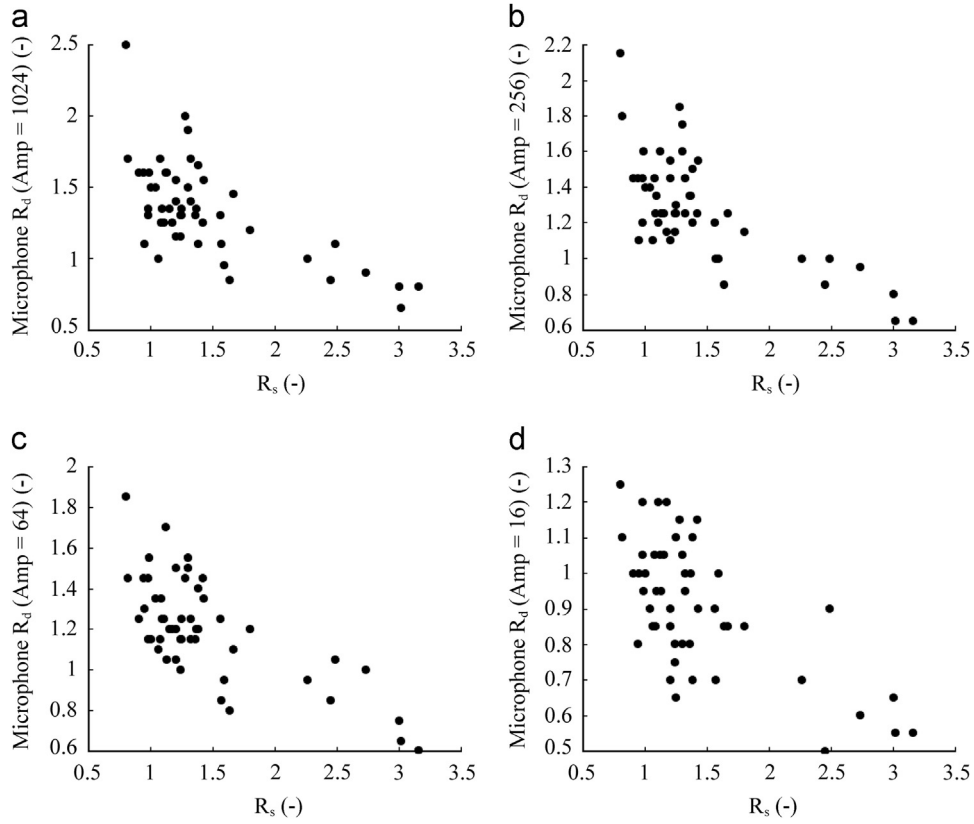 a
Microphone R_d (Amp = 1024) (-)
2.5
2
1.5
1
0.5
0.5 1 1.5 2 2.5 3 3.5
R_s (-)
b
Microphone R_d (Amp = 256) (-)
2.2
2
1.8
1.6
1.4
1.2
1
0.8
0.6
0.5 1 1.5 2 2.5 3 3.5
R_s (-)
c
Microphone R_d (Amp = 64) (-)
2
1.8
1.6
1.4
1.2
1
0.8
0.6
0.5 1 1.5 2 2.5 3 3.5
R_s (-)
d
Microphone R_d (Amp = 16) (-)
1.3
1.2
1.1
1
0.9
0.8
0.7
0.6
0.5
0.5 1 1.5 2 2.5 3 3.5
R_s (-)